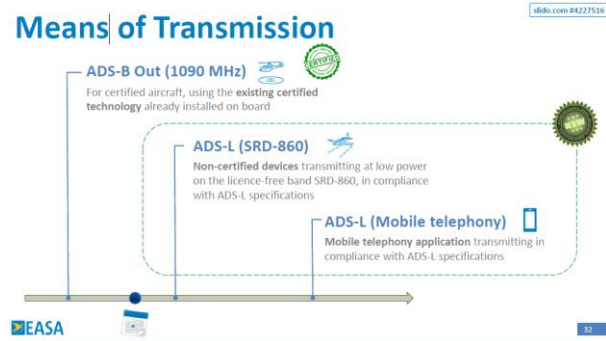 slido.com #4227516
Means of Transmission
ADS-B Out (1090 MHz)
CERTIFIED
For certified aircraft, using the existing certified
technology already installed on board
ADS-L (SRD-860)
Non-certified devices transmitting at low power
on the licence-free band SRD-860, in compliance
with ADS-L specifications
ADS-L (Mobile telephony)
Mobile telephony application transmitting in
compliance with ADS-L specifications
EASA
32